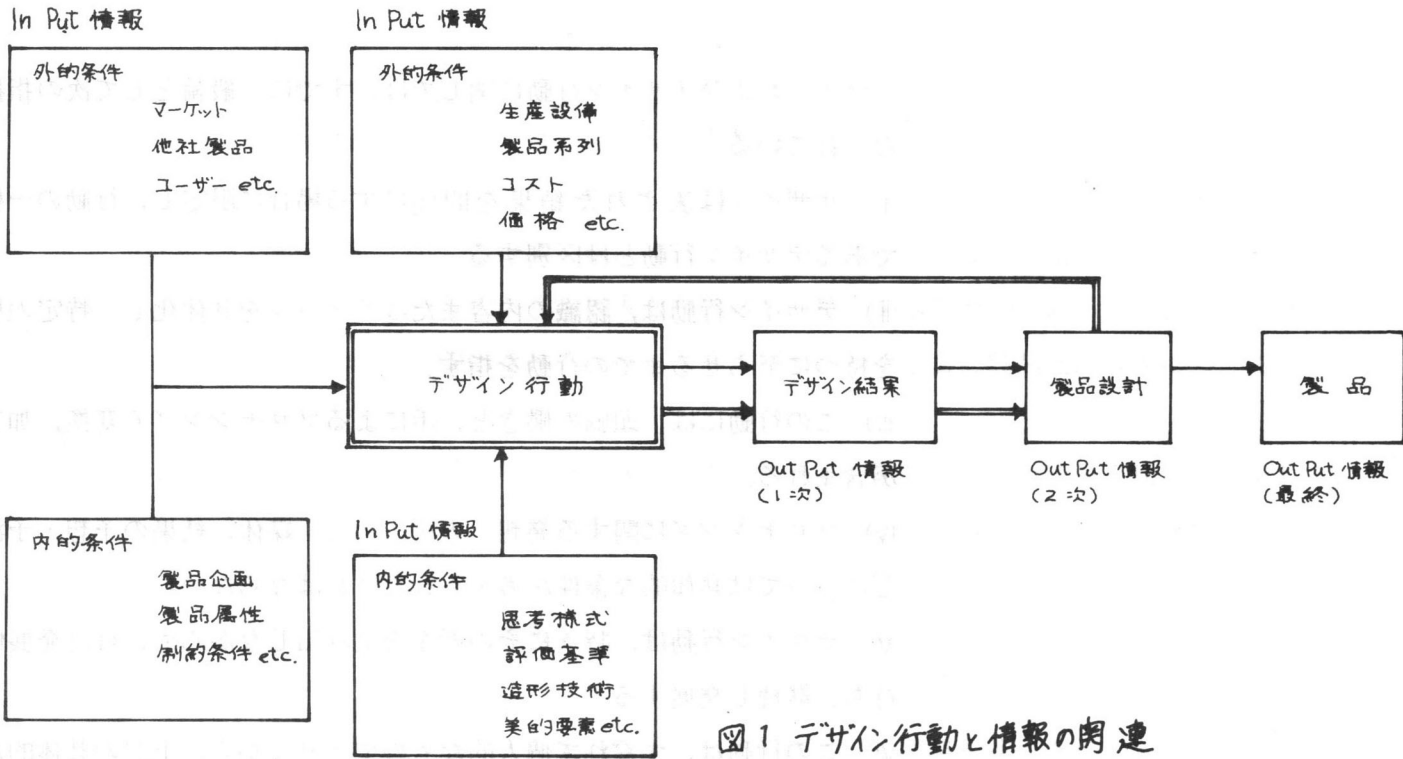 In Put 情報
外的条件
マーケット
他社製品
ユーザー etc.
内的条件
製品企画
製品属性
制約条件 etc.
In Put 情報
外的条件
生産設備
製品系列
コスト
価格 etc.
デザイン行動
In Put 情報
内的条件
思考様式
評価基準
造形技術
美的要素 etc.
デザイン結果
Out Put 情報
(1次)
製品設計
Out Put 情報
(2次)
製品
Out Put 情報
(最終)
図1 デザイン行動と情報の関連